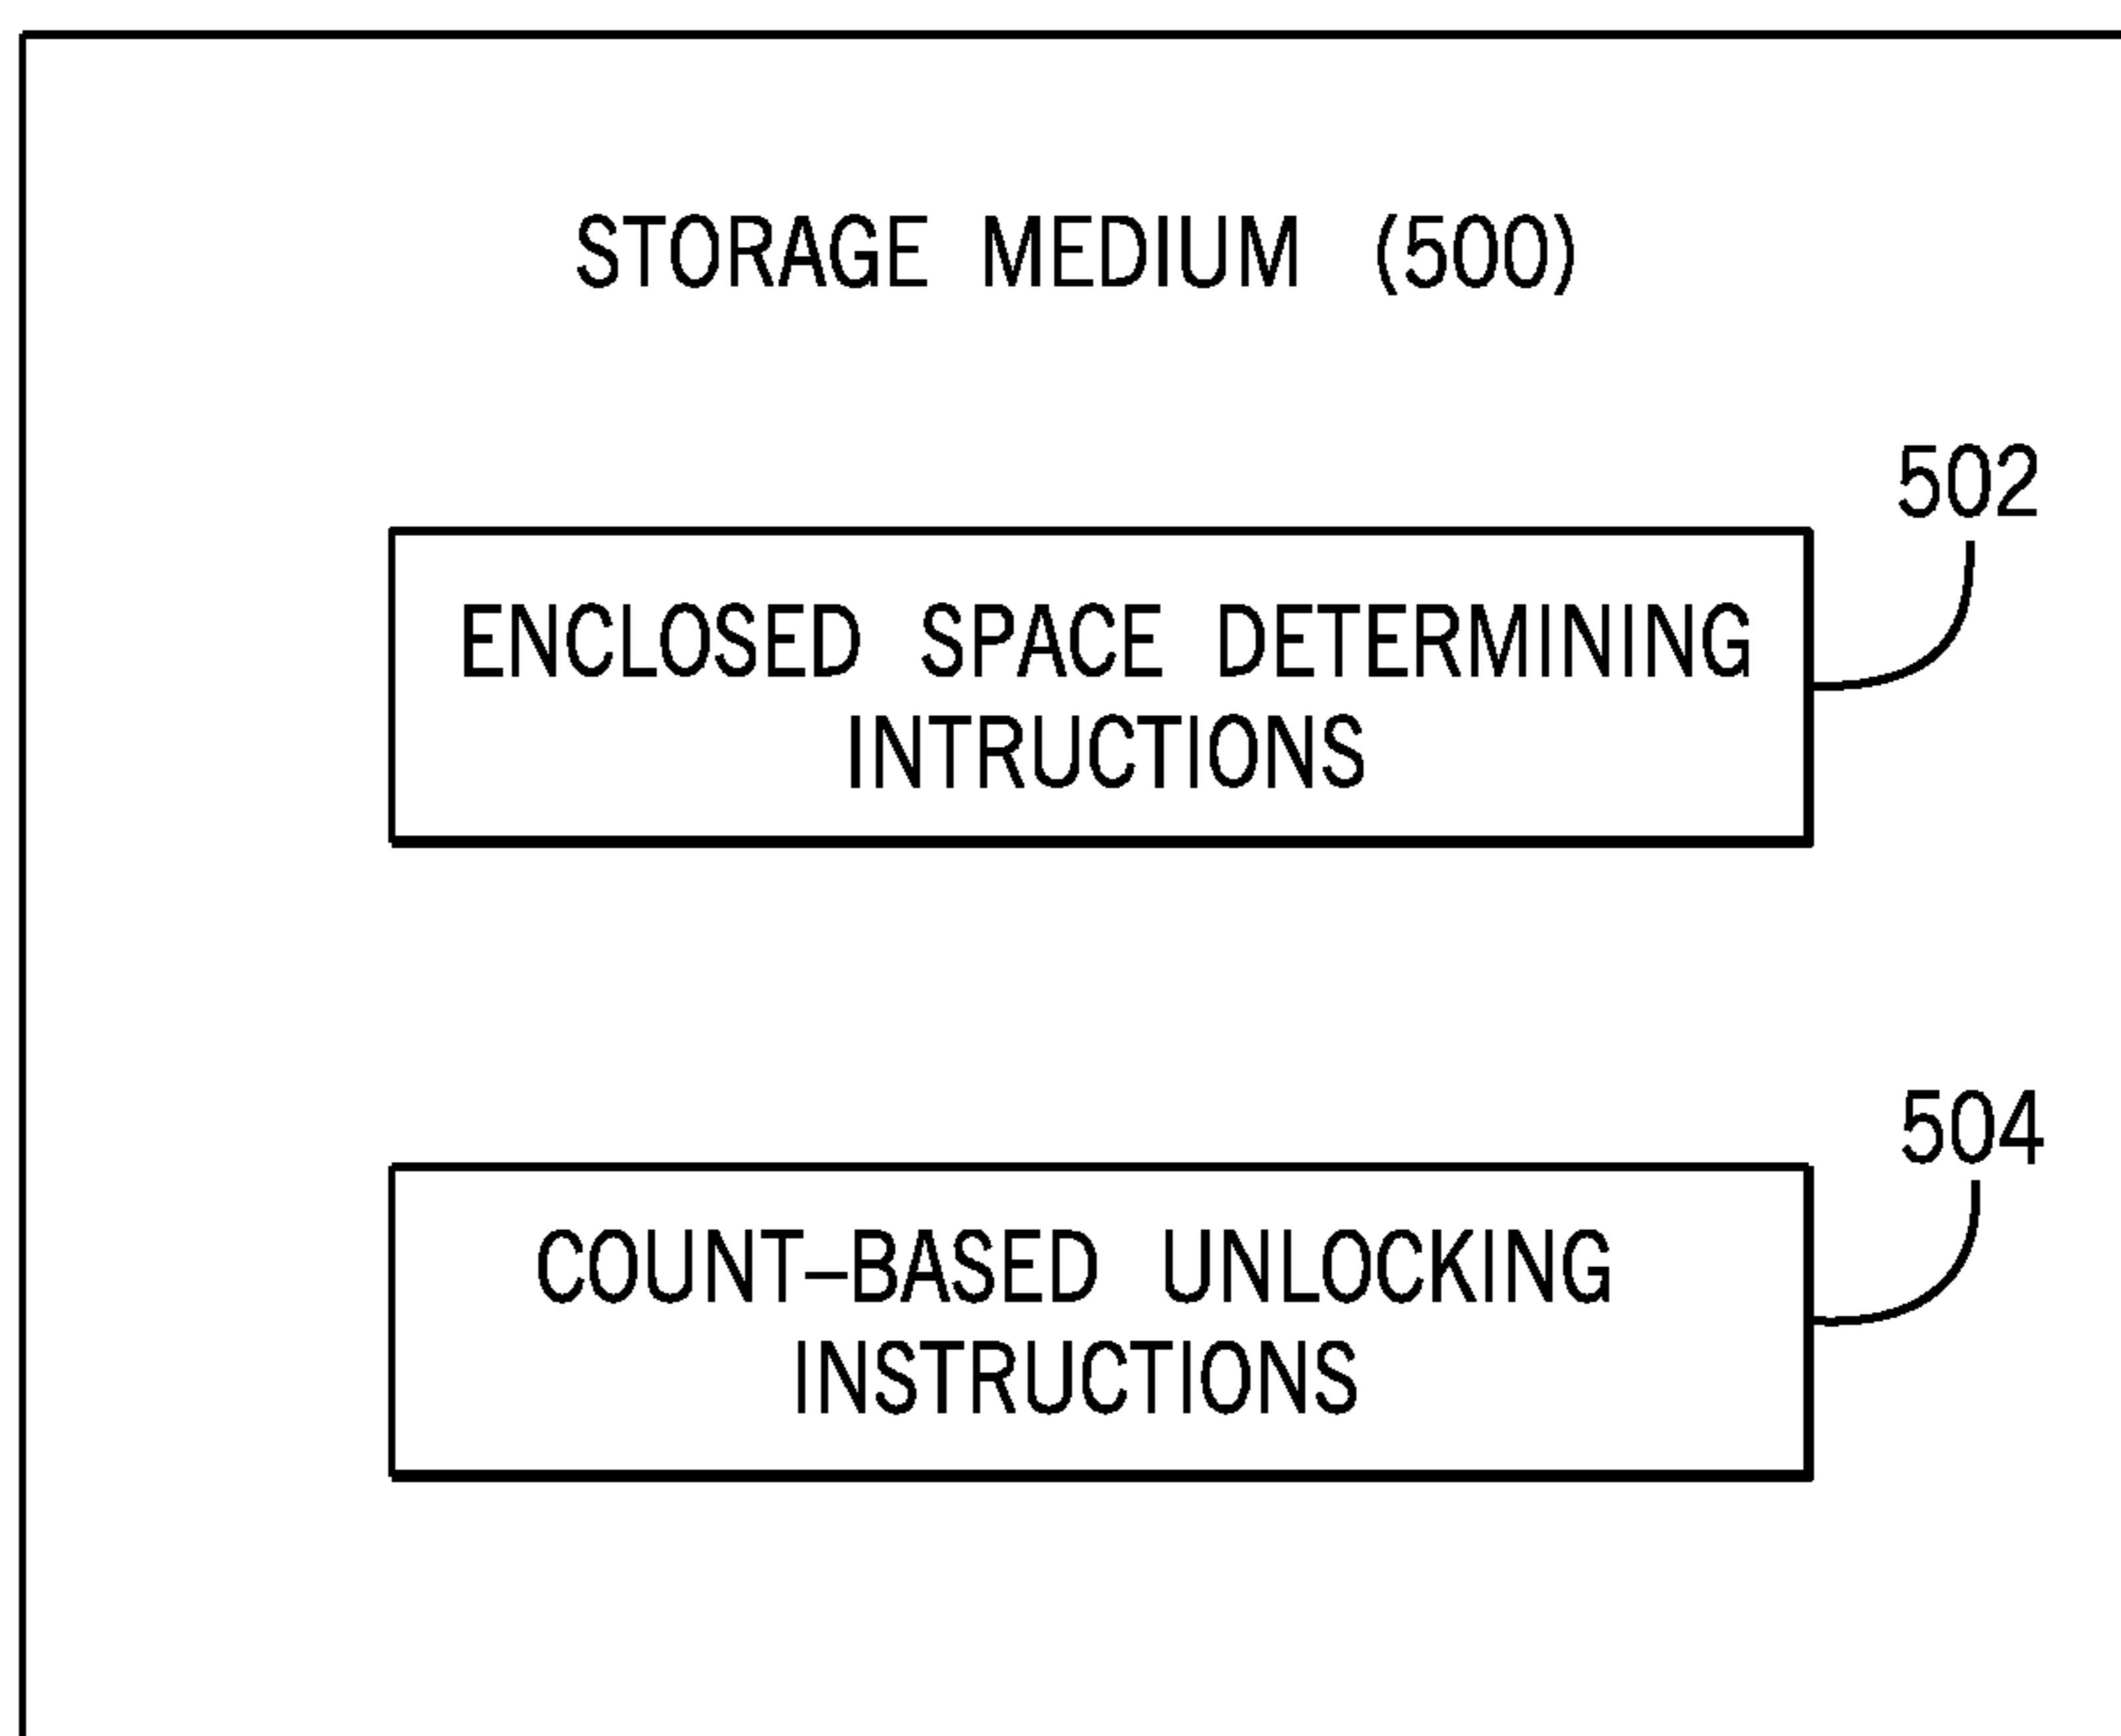 STORAGE MEDIUM (500)
502
ENCLOSED SPACE DETERMINING
INTRUCTIONS
504
COUNT–BASED UNLOCKING
INSTRUCTIONS